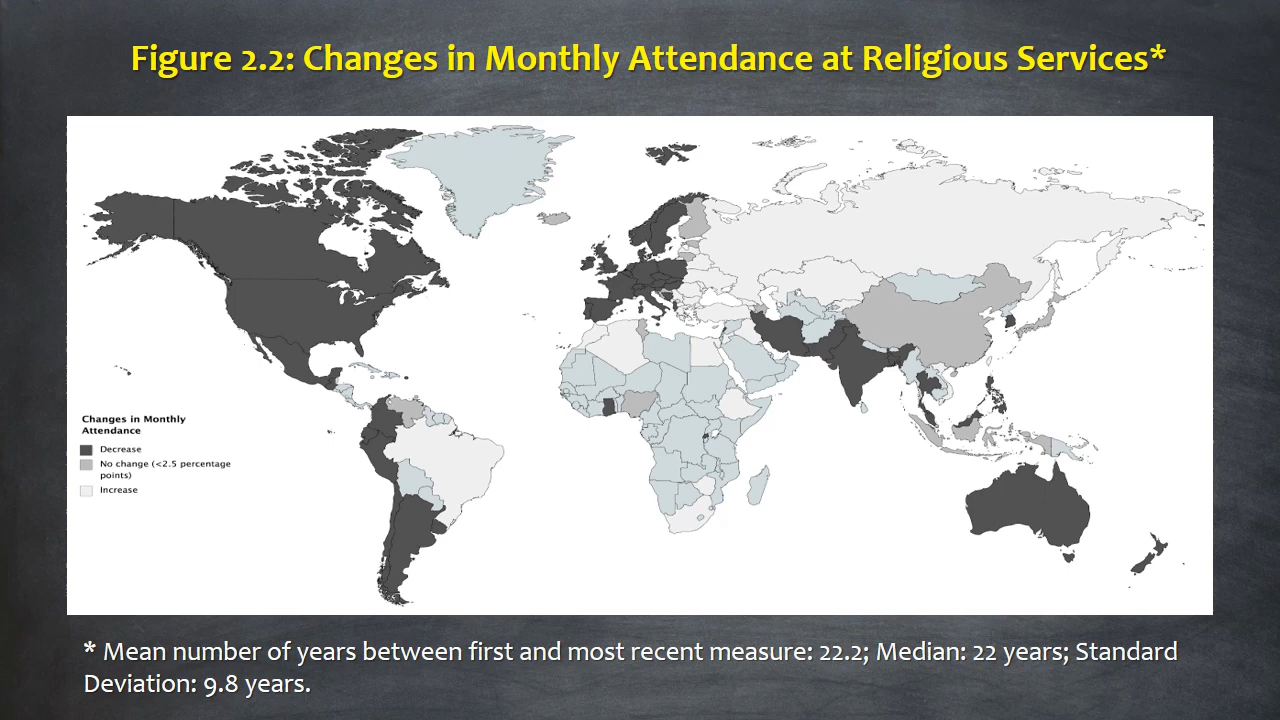 Figure 2.2: Changes in Monthly Attendance at Religious Services*
Changes in Monthly
Attendance
Decrease
No change (<2.5 percentage
points)
Increase
* Mean number of years between first and most recent measure: 22.2; Median: 22 years; Standard
Deviation: 9.8 years.